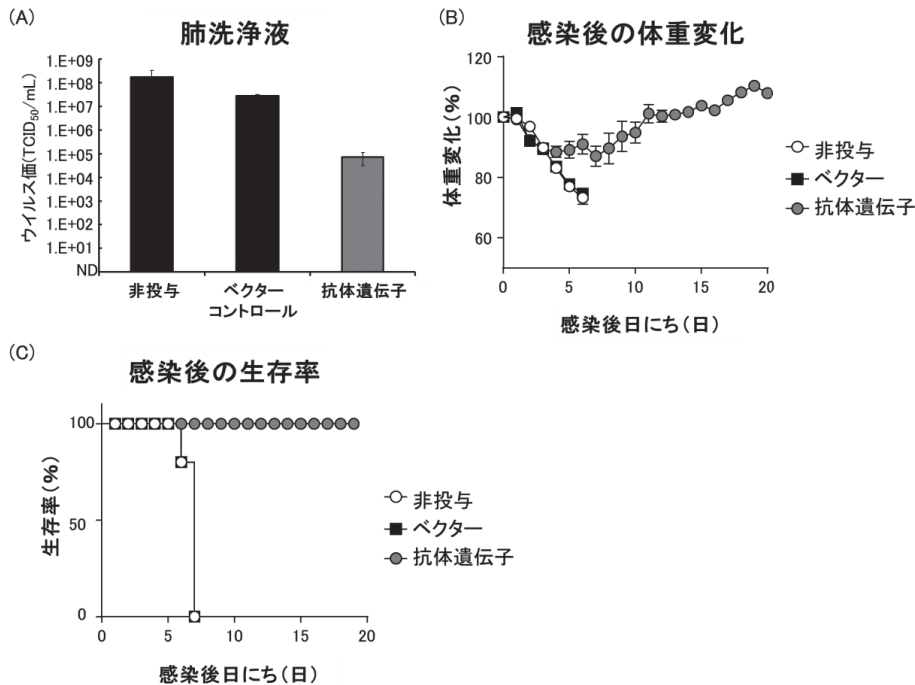 (A)
肺洗浄液
ウイルス価(TCID50/mL)
1.E+09
1.E+08
1.E+07
1.E+06
1.E+05
1.E+04
1.E+03
1.E+02
1.E+01
ND
非投与
ベクター
コントロール
抗体遺伝子
(B)
感染後の体重変化
体重変化(%)
120
100
80
60
0
5
10
15
20
感染後日にち(日)
非投与
ベクター
抗体遺伝子
(C)
感染後の生存率
生存率(%)
100
50
0
0
5
10
15
20
感染後日にち(日)
非投与
ベクター
抗体遺伝子